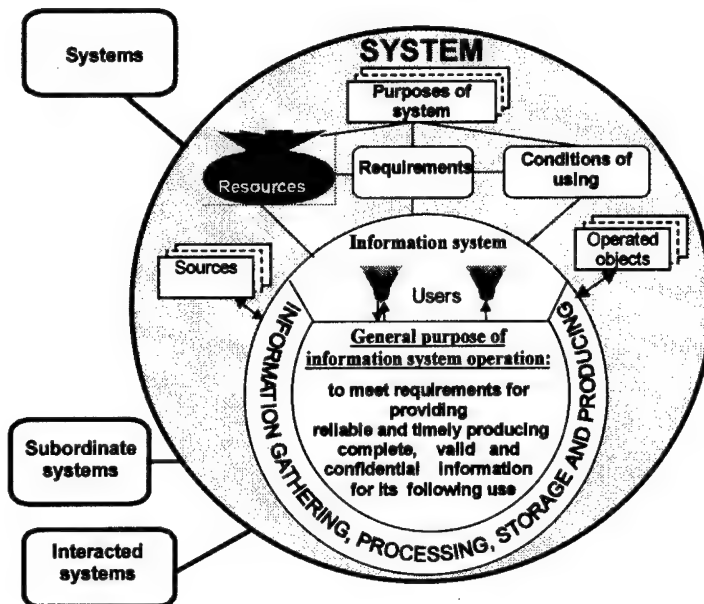 Systems
SYSTEM
Purposes of
system
Resources
Requirements
Conditions of
using
Information system
Sources
Operated
objects
Users
General purpose of
information system operation:
to meet requirements for
providing
reliable and timely producing
complete, valid and
confidential information
for its following use
INFORMATION GATHERING, PROCESSING, STORAGE AND PRODUCING
Subordinate
systems
Interacted
systems